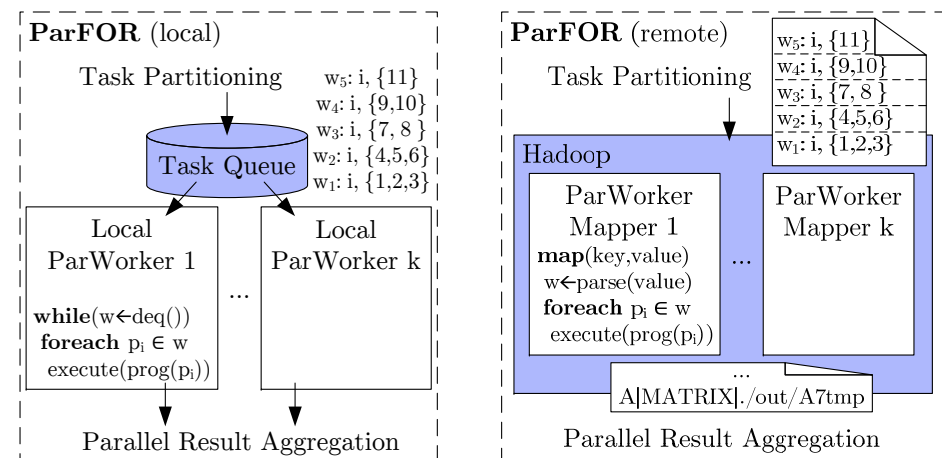 ParFOR (local)
Task Partitioning
w₅: i, {11}
w₄: i, {9,10}
w₃: i, {7, 8 }
w₂: i, {4,5,6}
w₁: i, {1,2,3}
Task Queue
Local
ParWorker 1
while(w←deq())
foreach pᵢ ∈ w
execute(prog(pᵢ))
...
Local
ParWorker k
Parallel Result Aggregation
ParFOR (remote)
Task Partitioning
w₅: i, {11}
w₄: i, {9,10}
w₃: i, {7, 8 }
w₂: i, {4,5,6}
w₁: i, {1,2,3}
Hadoop
ParWorker
Mapper 1
map(key,value)
w←parse(value)
foreach pᵢ ∈ w
execute(prog(pᵢ))
...
ParWorker
Mapper k
...
A|MATRIX|./out/A7tmp
Parallel Result Aggregation